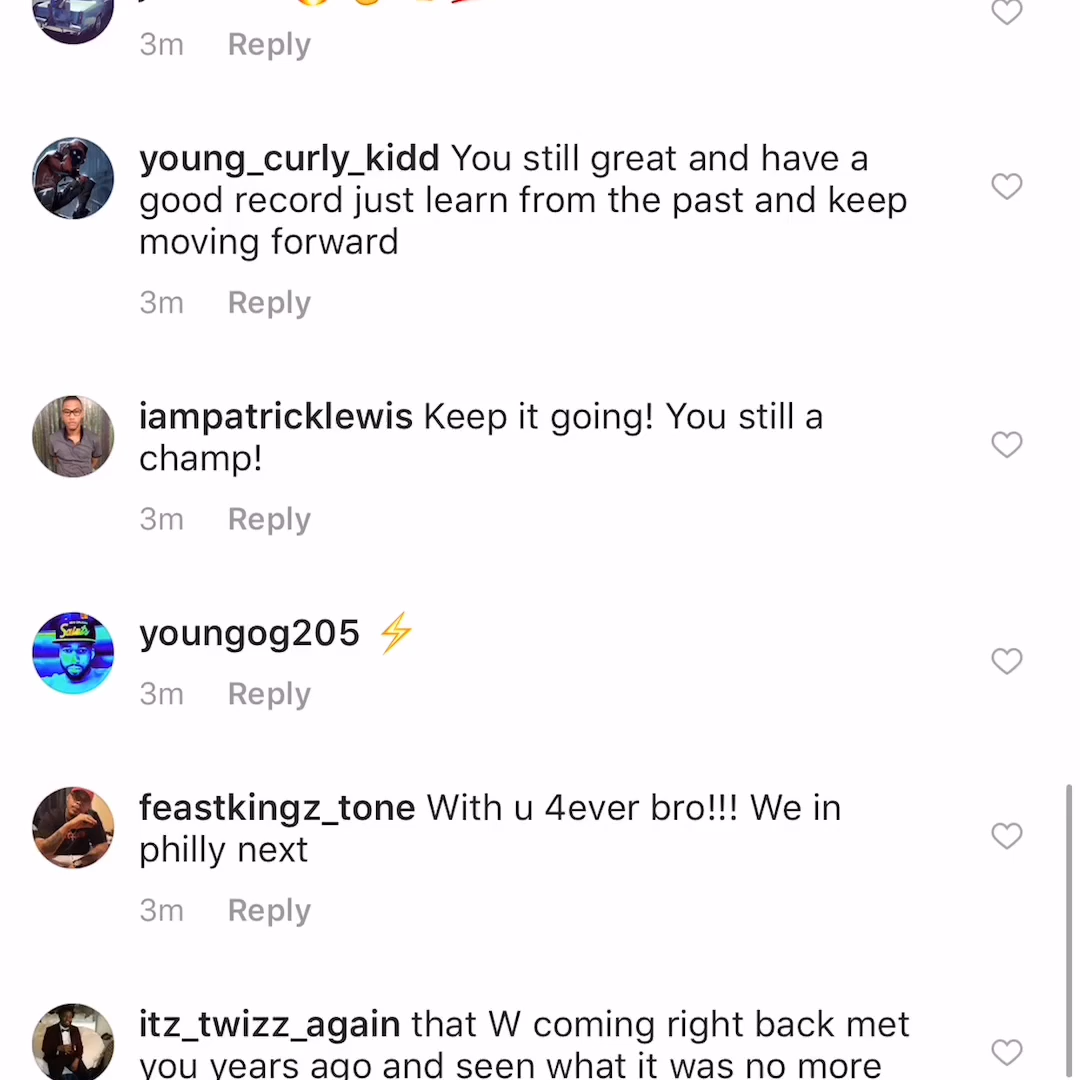 3m Reply
young_curly_kidd You still great and have a
good record just learn from the past and keep
moving forward
3m Reply
iampatricklewis Keep it going! You still a
champ!
3m Reply
youngog205 ⚡
3m Reply
feastkingz_tone With u 4ever bro!!! We in
philly next
3m Reply
itz_twizz_again that W coming right back met
you years ago and seen what it was no more